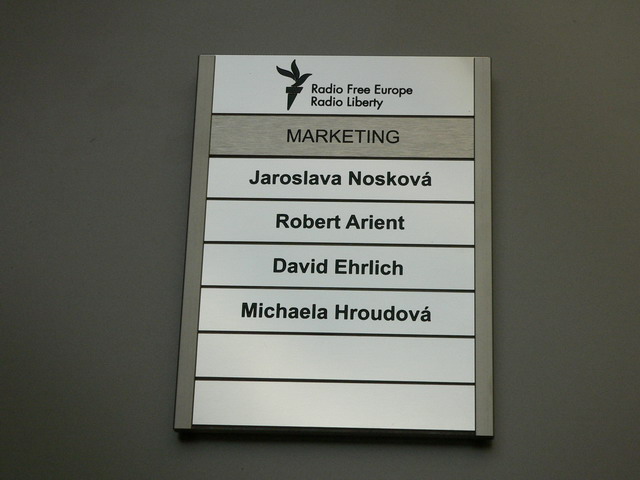 Radio Free Europe
Radio Liberty
MARKETING
Jaroslava Nosková
Robert Arient
David Ehrlich
Michaela Hroudová